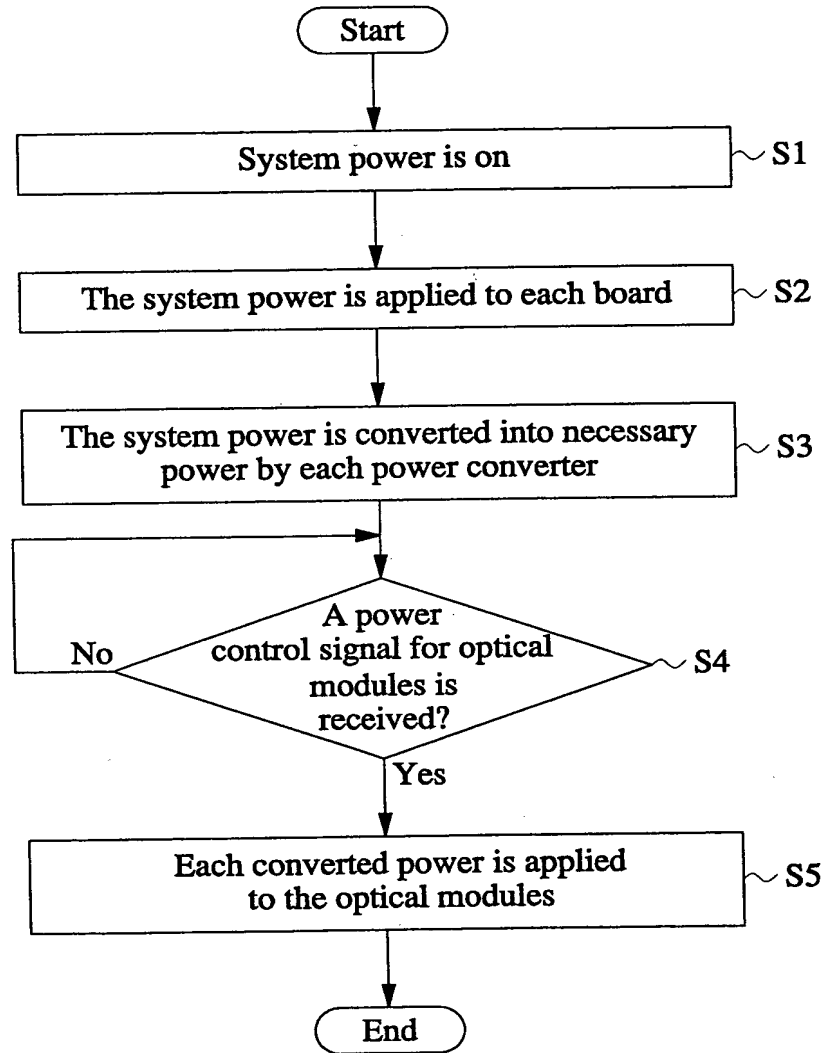 Start
System power is on
S1
The system power is applied to each board
S2
The system power is converted into necessary
power by each power converter
S3
A power
control signal for optical
modules is
received?
No
S4
Yes
Each converted power is applied
to the optical modules
S5
End